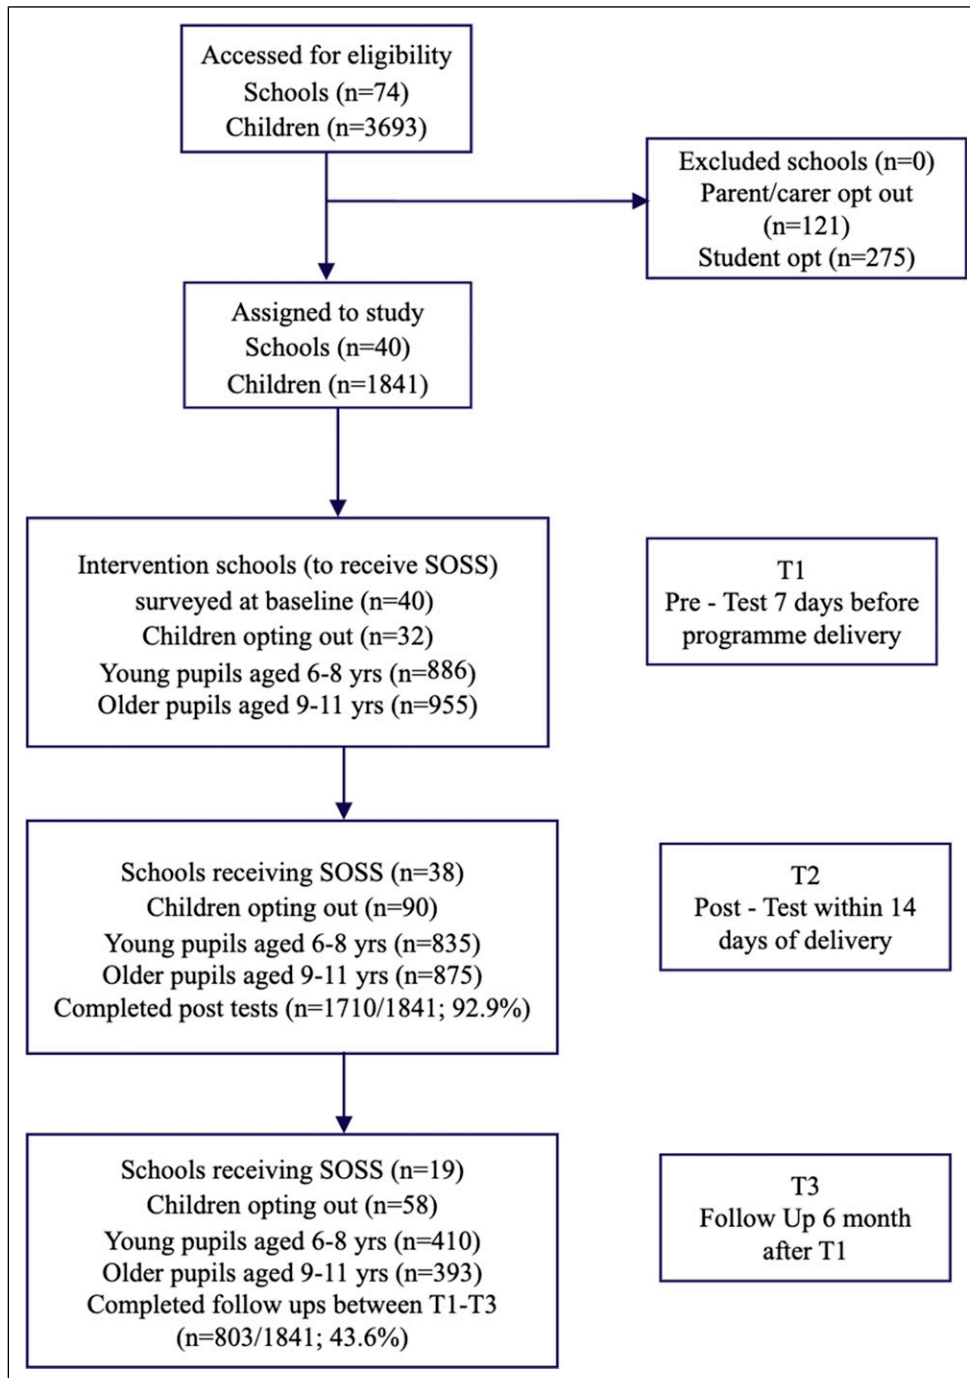 Accessed for eligibility
Schools (n=74)
Children (n=3693)
Excluded schools (n=0)
Parent/carer opt out
(n=121)
Student opt (n=275)
Assigned to study
Schools (n=40)
Children (n=1841)
Intervention schools (to receive SOSS)
surveyed at baseline (n=40)
Children opting out (n=32)
Young pupils aged 6-8 yrs (n=886)
Older pupils aged 9-11 yrs (n=955)
T1
Pre - Test 7 days before
programme delivery
Schools receiving SOSS (n=38)
Children opting out (n=90)
Young pupils aged 6-8 yrs (n=835)
Older pupils aged 9-11 yrs (n=875)
Completed post tests (n=1710/1841; 92.9%)
T2
Post - Test within 14
days of delivery
Schools receiving SOSS (n=19)
Children opting out (n=58)
Young pupils aged 6-8 yrs (n=410)
Older pupils aged 9-11 yrs (n=393)
Completed follow ups between T1-T3
(n=803/1841; 43.6%)
T3
Follow Up 6 month
after T1